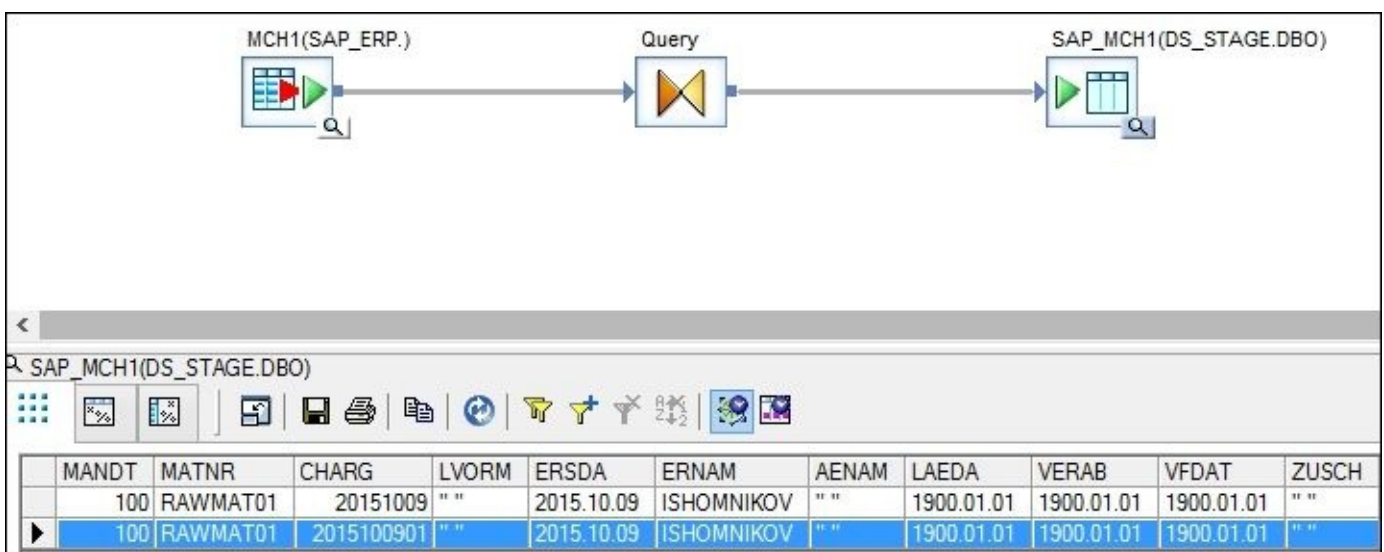 MCH1(SAP_ERP.) Query SAP_MCH1(DS_STAGE.DBO)
SAP_MCH1(DS_STAGE.DBO)
MANDT MATNR CHARG LVORM ERSDA ERNAM AENAM LAEDA VERAB VFDAT ZUSCH
100 RAWMAT01 20151009 " " 2015.10.09 ISHOMNIKOV " " 1900.01.01 1900.01.01 1900.01.01 " "
100 RAWMAT01 2015100901 " " 2015.10.09 ISHOMNIKOV " " 1900.01.01 1900.01.01 1900.01.01 " "